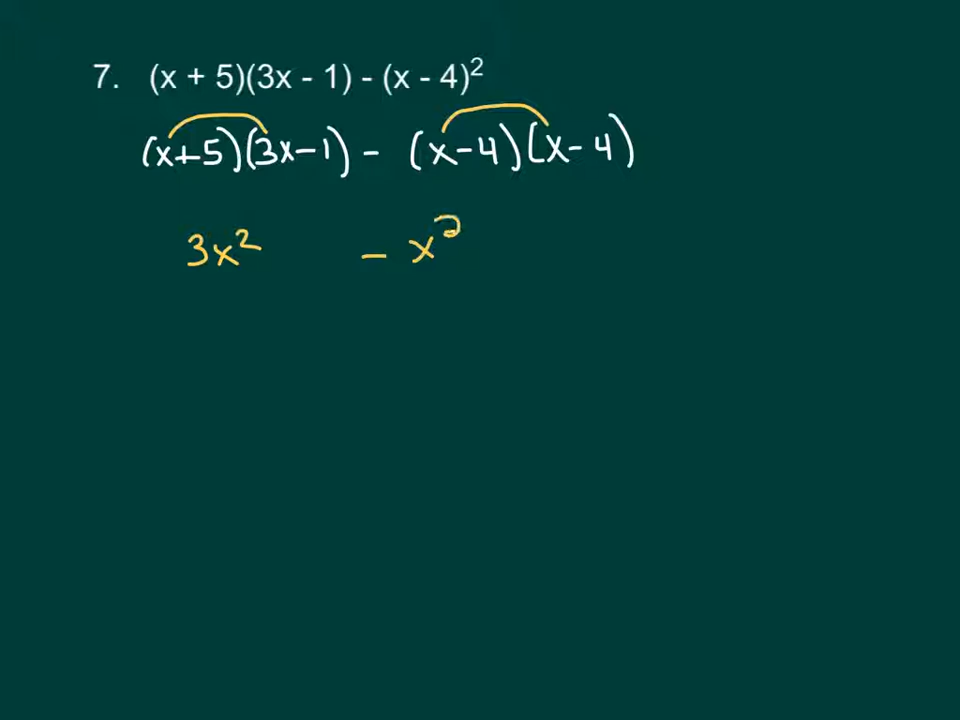 7. (x + 5)(3x - 1) - (x - 4)²
(x+5)(3x-1) - (x-4)(x-4)
3x² - x²